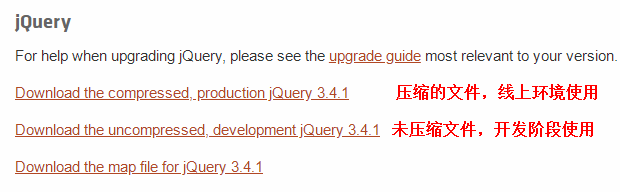 jQuery
For help when upgrading jQuery, please see the upgrade guide most relevant to your version.
Download the compressed, production jQuery 3.4.1 压缩的文件，线上环境使用
Download the uncompressed, development jQuery 3.4.1 未压缩文件，开发阶段使用
Download the map file for jQuery 3.4.1